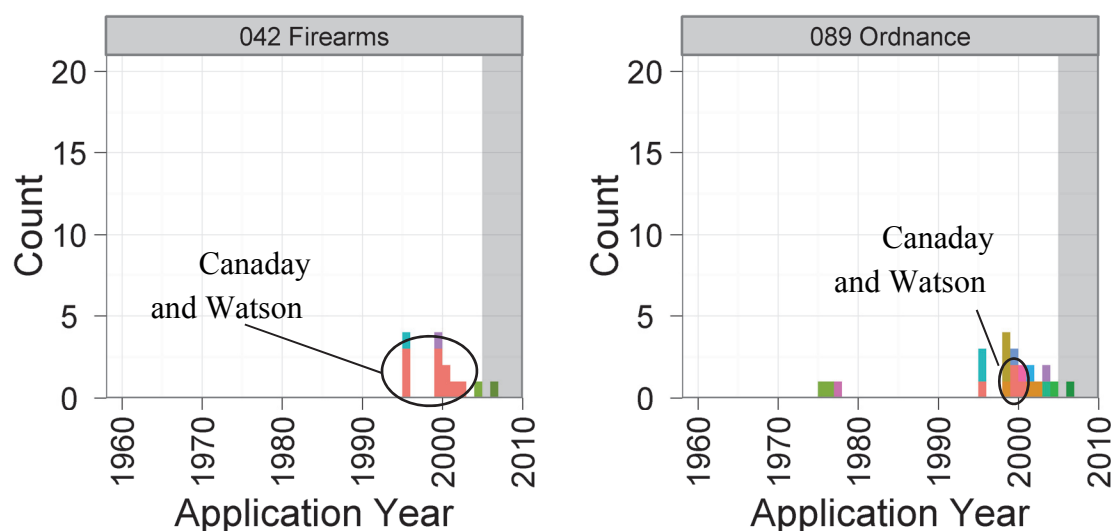 042 Firearms
20
15
10
5
0
Count
Canaday
and Watson
1960
1970
1980
1990
2000
2010
Application Year
089 Ordnance
20
15
10
5
0
Count
Canaday
and Watson
1960
1970
1980
1990
2000
2010
Application Year